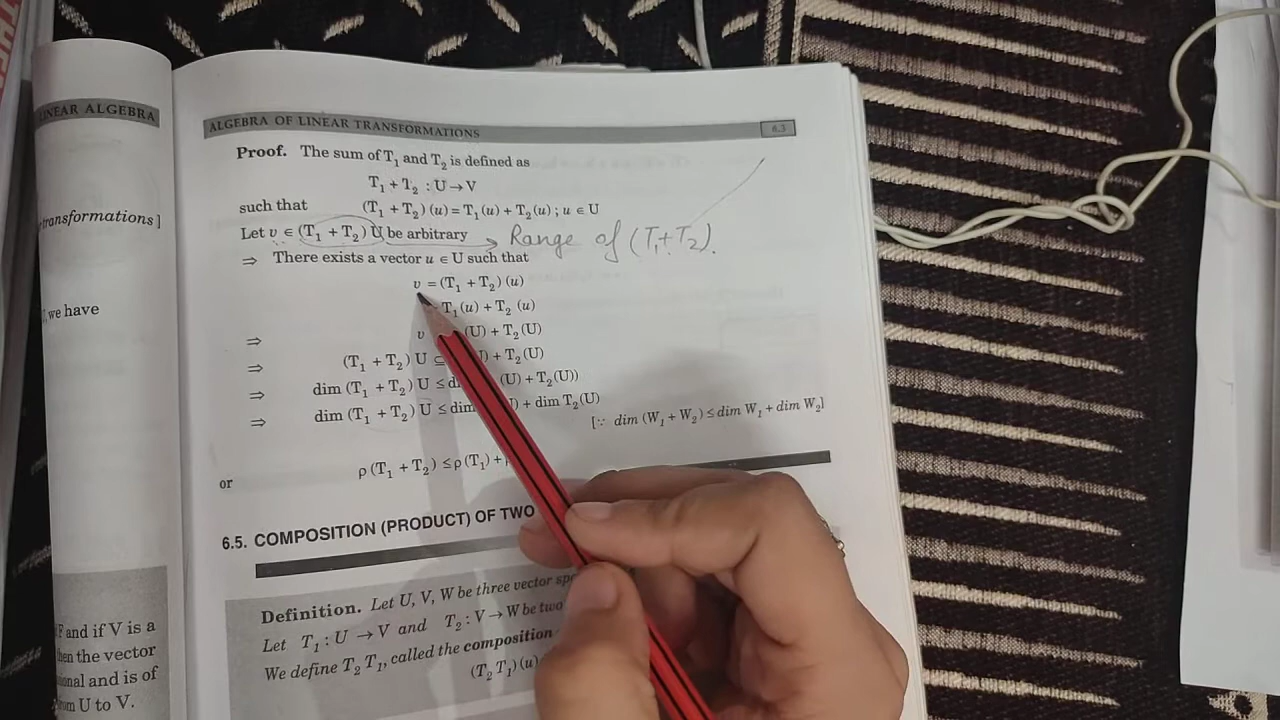 LINEAR ALGEBRA
transformations ]
, we have
F and if V is a
then the vector
sional and is of
from U to V.
ALGEBRA OF LINEAR TRANSFORMATIONS 6.3
Proof. The sum of T₁ and T₂ is defined as
T₁ + T₂ : U → V
such that (T₁ + T₂) (u) = T₁(u) + T₂(u) ; u ∈ U
Let v ∈ (T₁ + T₂) U be arbitrary → Range of (T₁+T₂).
⇒ There exists a vector u ∈ U such that
v = (T₁ + T₂) (u)
T₁(u) + T₂ (u)
⇒ v (U) + T₂(U)
⇒ (T₁ + T₂) U ⊆ ) + T₂(U)
⇒ dim (T₁ + T₂) U ≤ (U) + T₂(U))
⇒ dim (T₁ + T₂) U ≤ dim ) + dim T₂(U)
[∵ dim (W₁ + W₂) ≤ dim W₁ + dim W₂]
or ρ (T₁ + T₂) ≤ ρ (T₁) +
6.5. COMPOSITION (PRODUCT) OF TWO
Definition. Let U, V, W be three vector
Let T₁ : U → V and T₂ : V → W be two
We define T₂ T₁, called the composition
(T₂ T₁) (u)